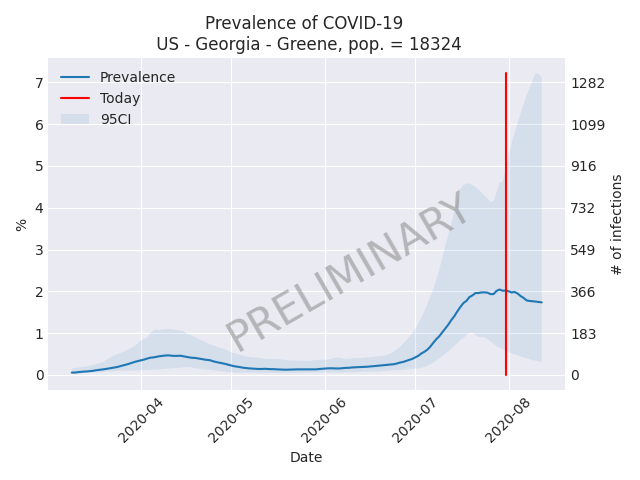 Prevalence of COVID-19
US - Georgia - Greene, pop. = 18324
Prevalence
Today
95CI
PRELIMINARY
7
6
5
4
3
2
1
0
%
1282
1099
916
732
549
366
183
0
# of infections
2020-04
2020-05
2020-06
2020-07
2020-08
Date